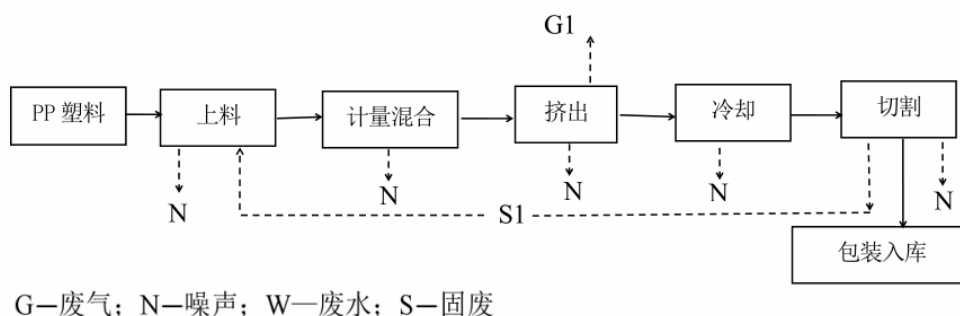 G1
PP 塑料
上料
计量混合
挤出
冷却
切割
N
N
N
N
N
S1
包装入库
G—废气；N—噪声；W—废水；S—固废